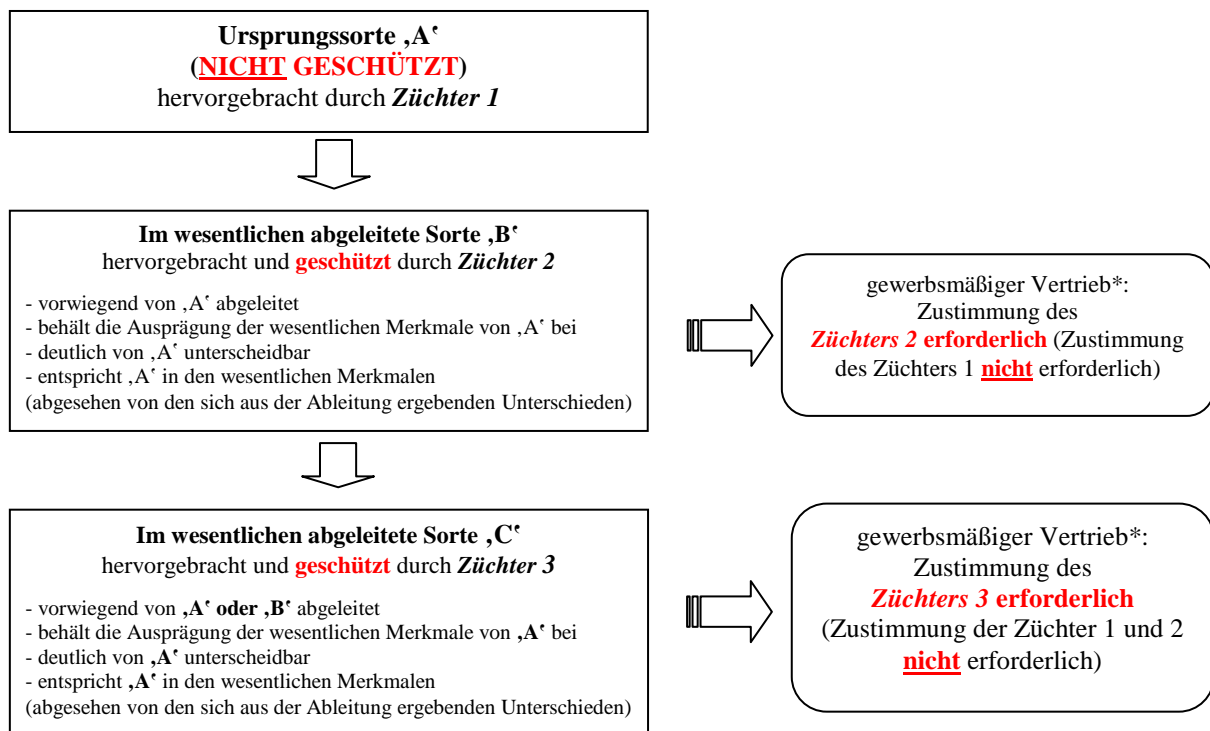 Ursprungssorte ‚A‛
(NICHT GESCHÜTZT)
hervorgebracht durch Züchter 1
Im wesentlichen abgeleitete Sorte ‚B‛
hervorgebracht und geschützt durch Züchter 2
- vorwiegend von ‚A‛ abgeleitet
- behält die Ausprägung der wesentlichen Merkmale von ‚A‛ bei
- deutlich von ‚A‛ unterscheidbar
- entspricht ‚A‛ in den wesentlichen Merkmalen
(abgesehen von den sich aus der Ableitung ergebenden Unterschieden)
gewerbsmäßiger Vertrieb*:
Zustimmung des
Züchters 2 erforderlich (Zustimmung
des Züchters 1 nicht erforderlich)
Im wesentlichen abgeleitete Sorte ‚C‛
hervorgebracht und geschützt durch Züchter 3
- vorwiegend von ‚A‛ oder ‚B‛ abgeleitet
- behält die Ausprägung der wesentlichen Merkmale von ‚A‛ bei
- deutlich von ‚A‛ unterscheidbar
- entspricht ‚A‛ in den wesentlichen Merkmalen
(abgesehen von den sich aus der Ableitung ergebenden Unterschieden)
gewerbsmäßiger Vertrieb*:
Zustimmung des
Züchters 3 erforderlich
(Zustimmung der Züchter 1 und 2
nicht erforderlich)